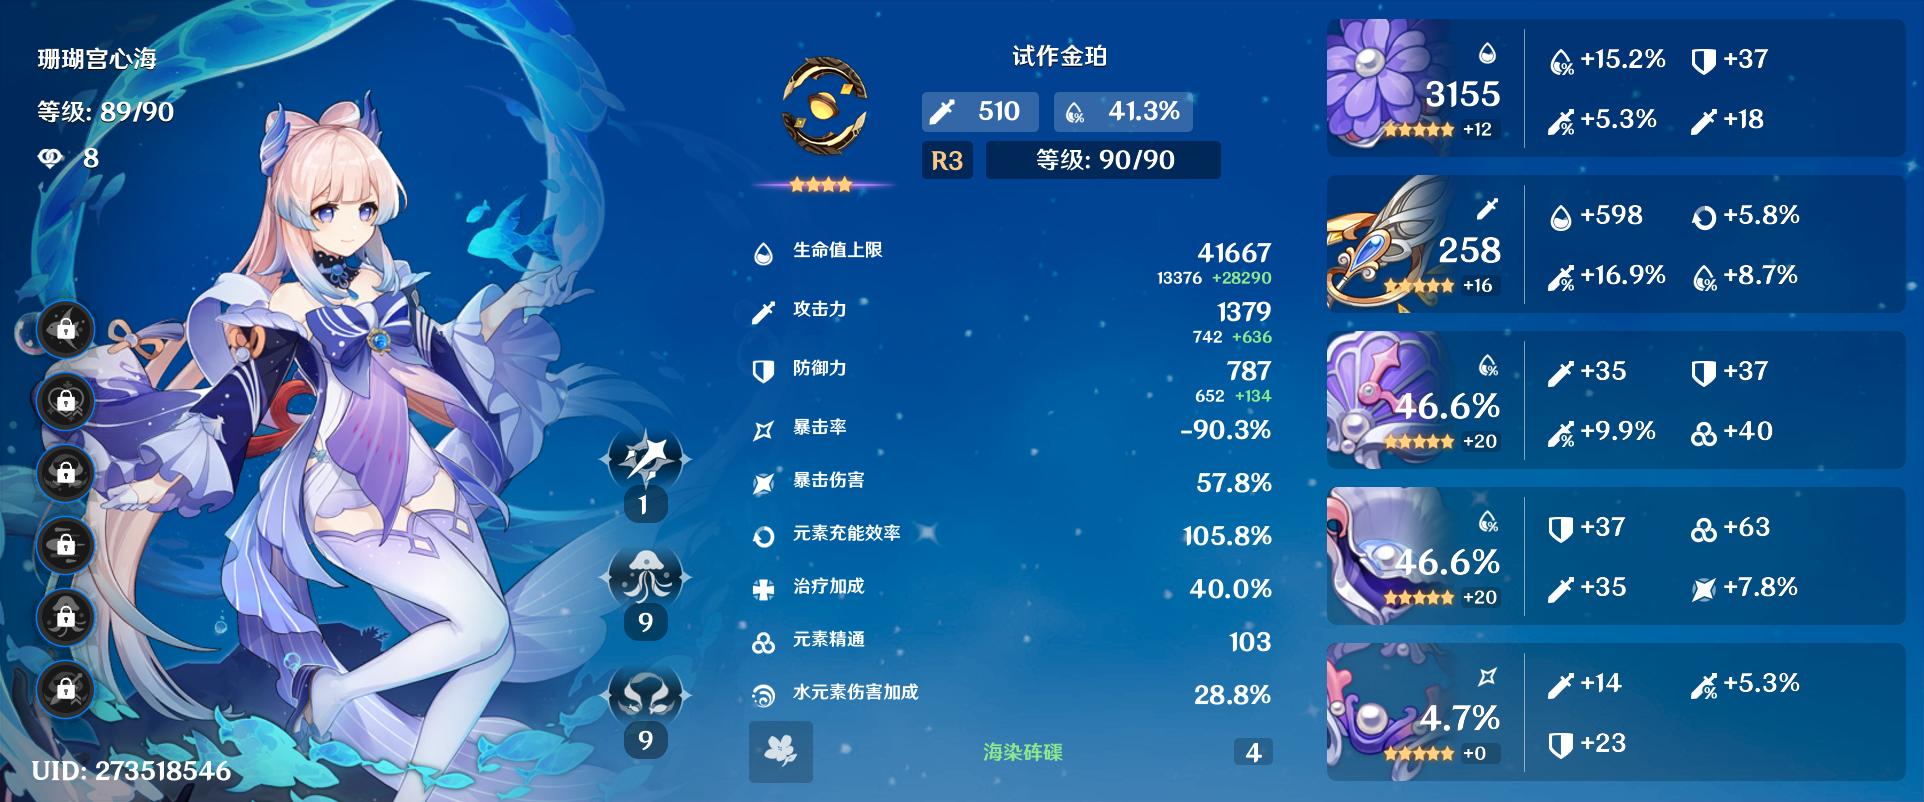 珊瑚宫心海
等级: 89/90
8
1
9
9
UID: 273518546
试作金珀
510 41.3%
R3 等级: 90/90
生命值上限 41667
13376 +28290
攻击力 1379
742 +636
防御力 787
652 +134
暴击率 -90.3%
暴击伤害 57.8%
元素充能效率 105.8%
治疗加成 40.0%
元素精通 103
水元素伤害加成 28.8%
海染砗磲 4
3155
+12
+15.2% +37
+5.3% +18
258
+16
+598 +5.8%
+16.9% +8.7%
46.6%
+20
+35 +37
+9.9% +40
46.6%
+20
+37 +63
+35 +7.8%
4.7%
+0
+14 +5.3%
+23